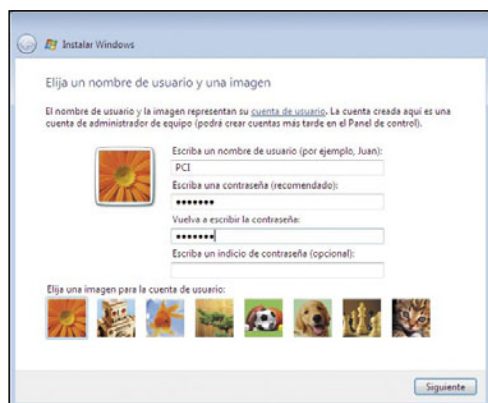 Instalar Windows
Elija un nombre de usuario y una imagen
El nombre de usuario y la imagen representan su cuenta de usuario. La cuenta creada aquí es una
cuenta de administrador de equipo (podrá crear cuentas más tarde en el Panel de control).
Escriba un nombre de usuario (por ejemplo, Juan):
PCI
Escriba una contraseña (recomendado):
•••••••
Vuelva a escribir la contraseña:
•••••••
Escriba un indicio de contraseña (opcional):
Elija una imagen para la cuenta de usuario:
Siguiente